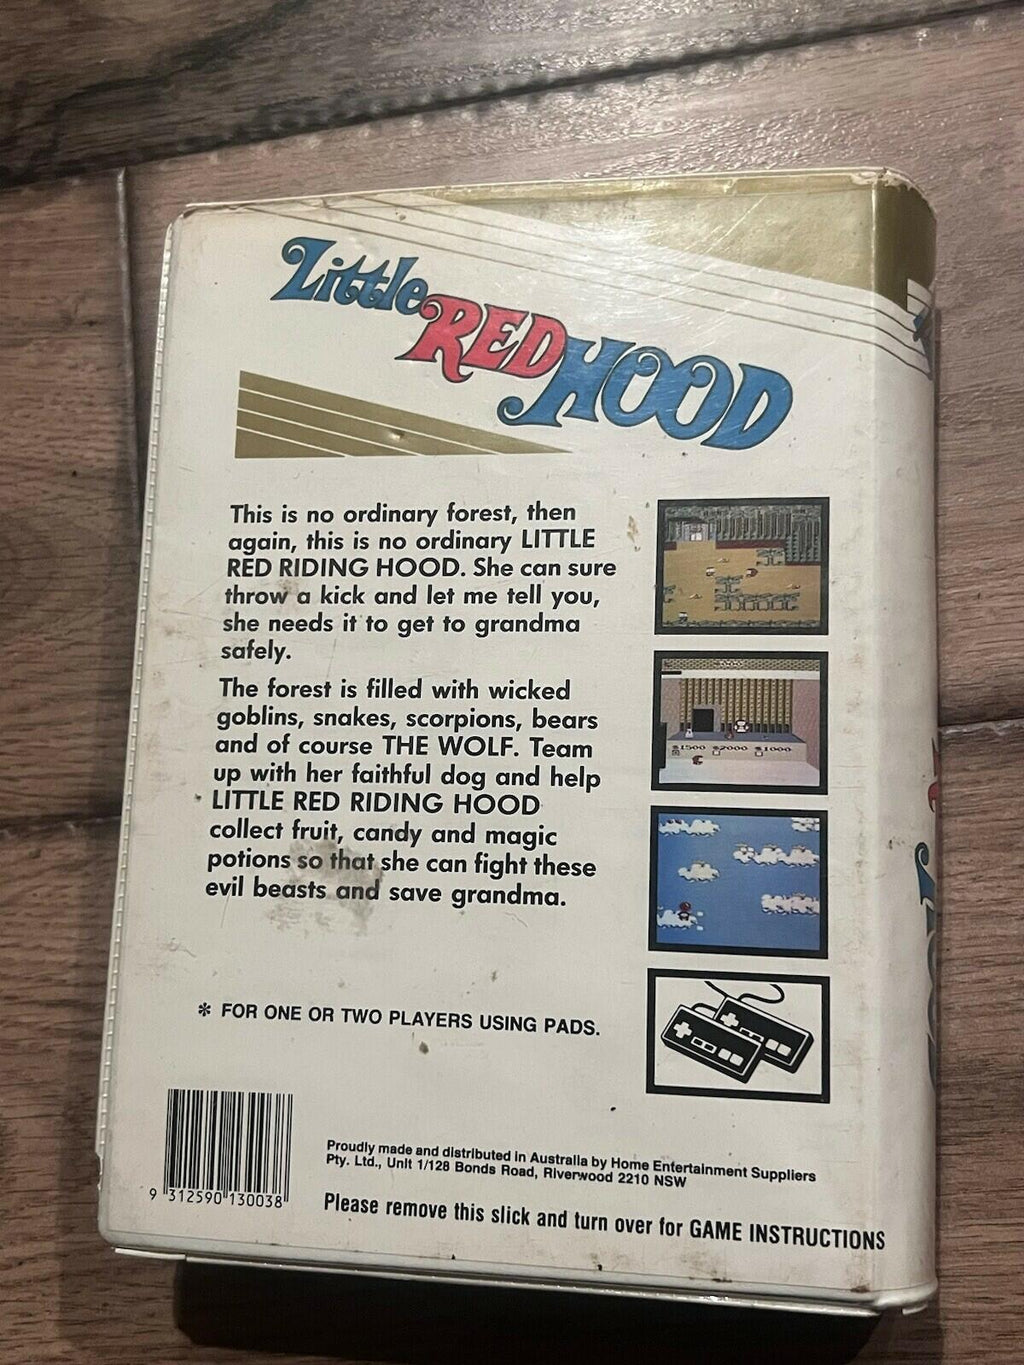 Little RED HOOD
This is no ordinary forest, then
again, this is no ordinary LITTLE
RED RIDING HOOD. She can sure
throw a kick and let me tell you,
she needs it to get to grandma
safely.
The forest is filled with wicked
goblins, snakes, scorpions, bears
and of course THE WOLF. Team
up with her faithful dog and help
LITTLE RED RIDING HOOD
collect fruit, candy and magic
potions so that she can fight these
evil beasts and save grandma.
$1500 $2000 $1000
* FOR ONE OR TWO PLAYERS USING PADS.
9 312590 130038
Proudly made and distributed in Australia by Home Entertainment Suppliers
Pty. Ltd., Unit 1/128 Bonds Road, Riverwood 2210 NSW
Please remove this slick and turn over for GAME INSTRUCTIONS